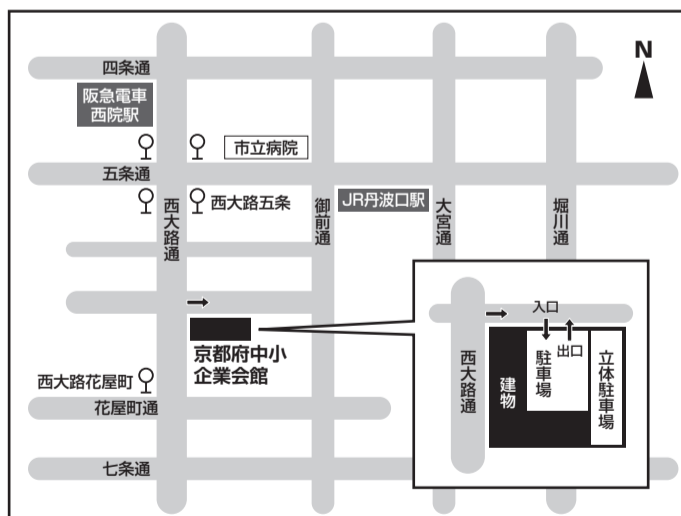 四条通
N
阪急電車
西院駅
市立病院
五条通
西大路五条
JR丹波口駅
西大路通
御前通
大宮通
堀川通
京都府中小
企業会館
西大路花屋町
花屋町通
七条通
西大路通
入口
出口
建物
駐車場
立体駐車場